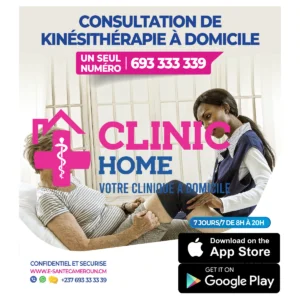 CONSULTATION DE
KINÉSITHÉRAPIE À DOMICILE
UN SEUL
NUMÉRO
693 333 339
CLINIC
HOME
VOTRE CLINIQUE À DOMICILE
7 JOURS/7 DE 8H À 20H
CONFIDENTIEL ET SECURISE
WWW.E-SANTECAMEROUN.CM
+237 693 33 33 39
Download on the
App Store
GET IT ON
Google Play